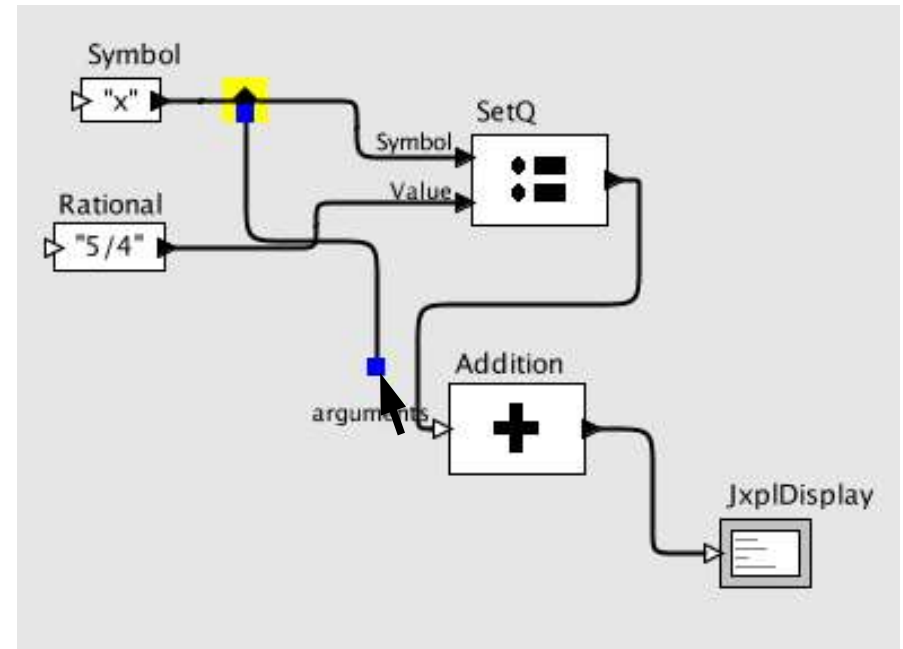 Symbol
"x"
SetQ
Symbol
Value
Rational
"5/4"
Addition
arguments
JxplDisplay